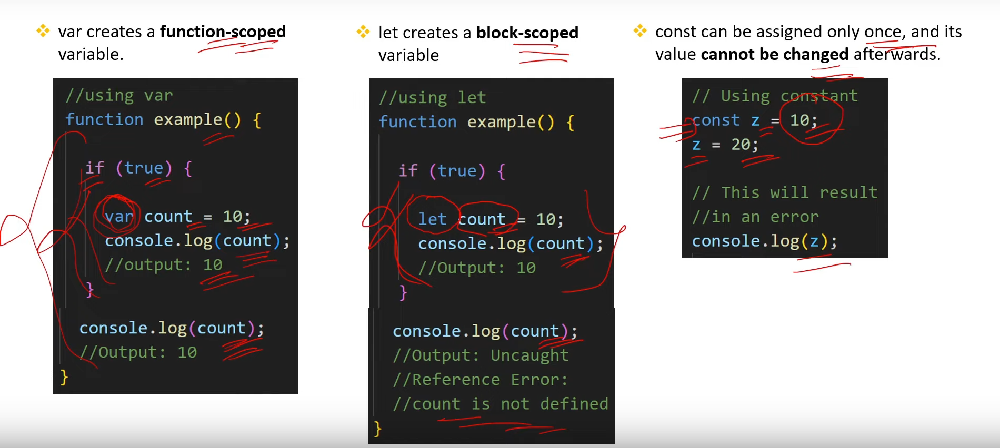 var creates a function-scoped
variable.
//using var
function example() {
if (true) {
var count = 10;
console.log(count);
//output: 10
}
console.log(count);
//Output: 10
}
let creates a block-scoped
variable
//using let
function example() {
if (true) {
let count = 10;
console.log(count);
//Output: 10
}
console.log(count);
//Output: Uncaught
//Reference Error:
//count is not defined
}
const can be assigned only once, and its
value cannot be changed afterwards.
// Using constant
const z = 10;
z = 20;
// This will result
//in an error
console.log(z);